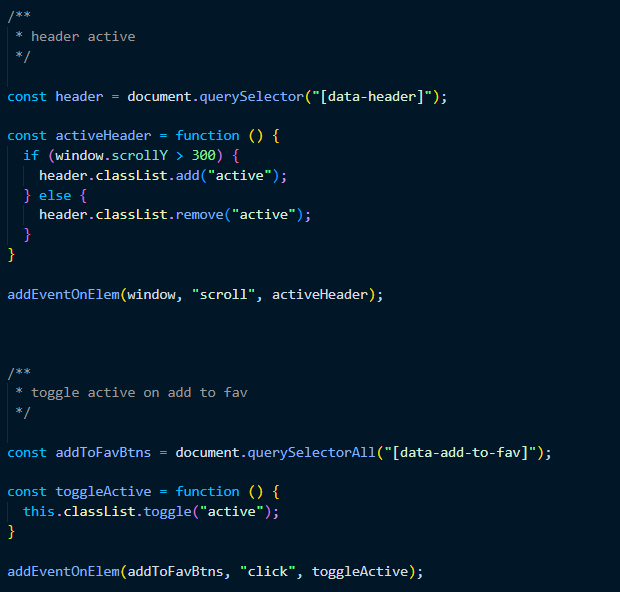 /**
 * header active
 */
const header = document.querySelector("[data-header]");
const activeHeader = function () {
  if (window.scrollY > 300) {
    header.classList.add("active");
  } else {
    header.classList.remove("active");
  }
}
addEventOnElem(window, "scroll", activeHeader);
/**
 * toggle active on add to fav
 */
const addToFavBtns = document.querySelectorAll("[data-add-to-fav]");
const toggleActive = function () {
  this.classList.toggle("active");
}
addEventOnElem(addToFavBtns, "click", toggleActive);